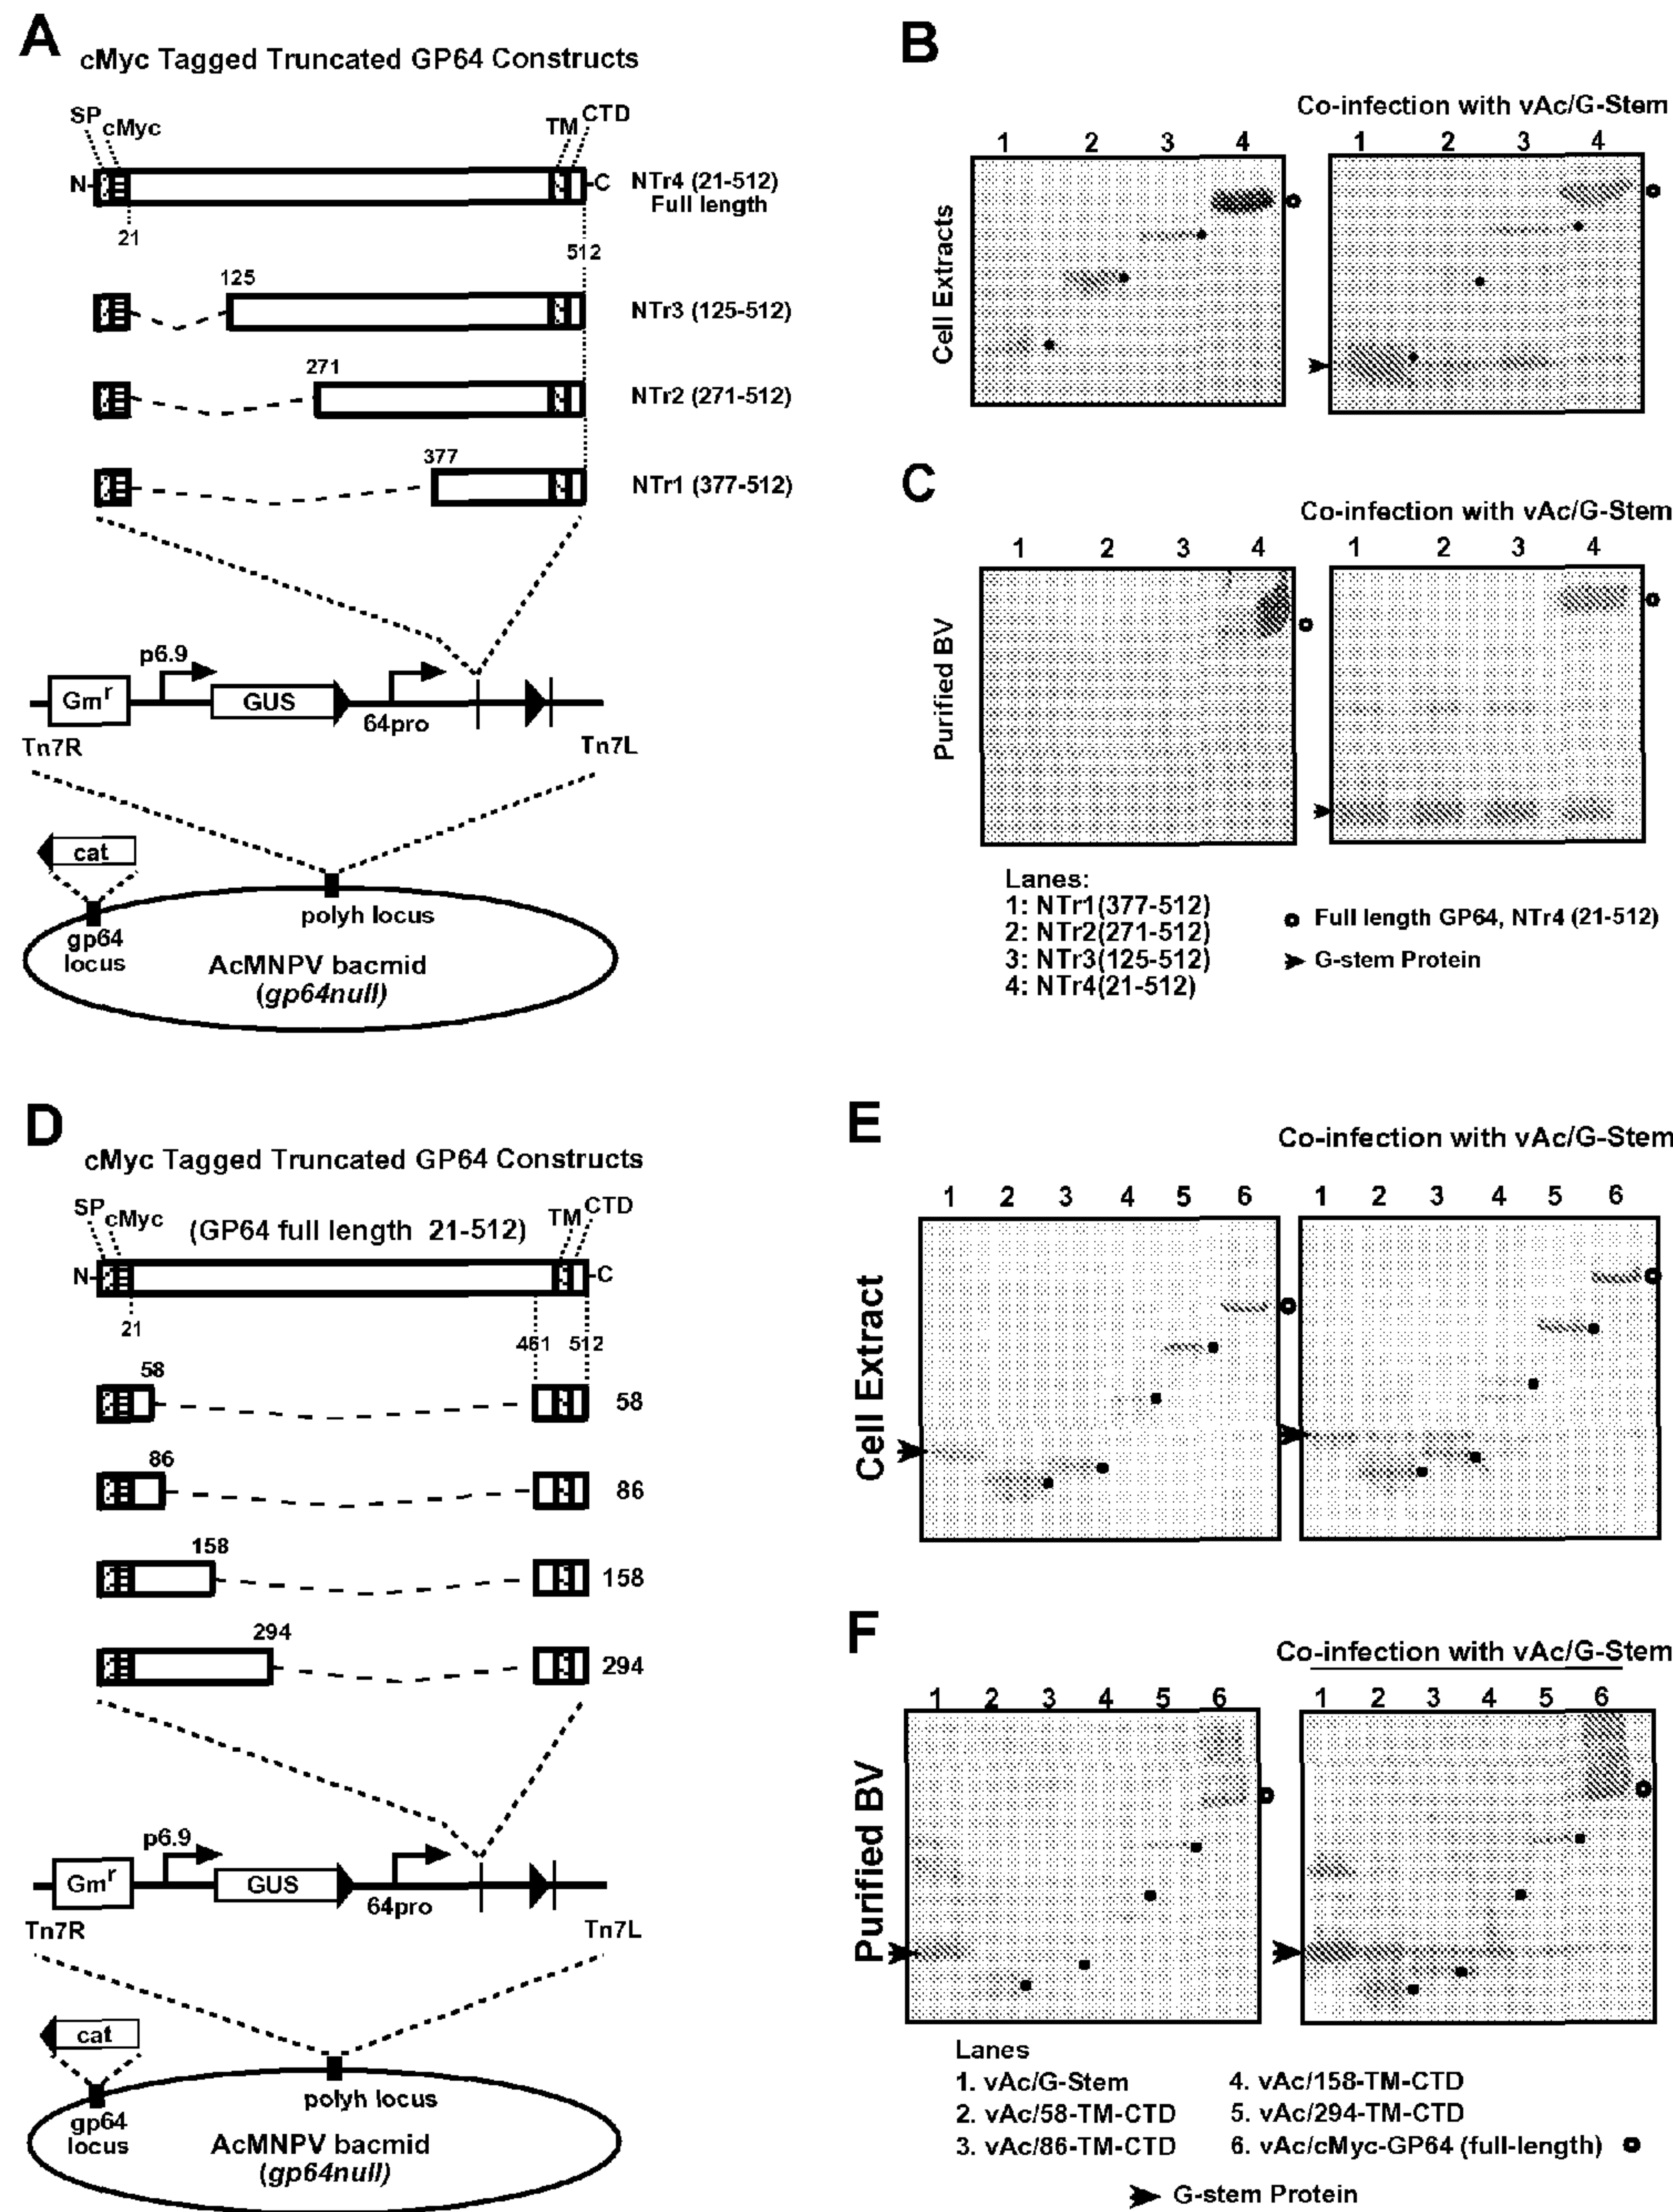 A
cMyc Tagged Truncated GP64 Constructs
SP
cMyc
TM
CTD
N-
-C
NTr4 (21-512)
Full length
21
512
125
NTr3 (125-512)
271
NTr2 (271-512)
377
NTr1 (377-512)
p6.9
Gmr
GUS
64pro
Tn7R
Tn7L
cat
gp64
locus
polyh locus
AcMNPV bacmid
(gp64null)
B
Co-infection with vAc/G-Stem
1 2 3 4
1 2 3 4
Cell Extracts
C
Co-infection with vAc/G-Stem
1 2 3 4
1 2 3 4
Purified BV
Lanes:
1: NTr1(377-512)
2: NTr2(271-512)
3: NTr3(125-512)
4: NTr4(21-512)
Full length GP64, NTr4 (21-512)
G-stem Protein
D
cMyc Tagged Truncated GP64 Constructs
SP
cMyc
(GP64 full length 21-512)
TM
CTD
N-
-C
21
461
512
58
58
86
86
158
158
294
294
p6.9
Gmr
GUS
64pro
Tn7R
Tn7L
cat
gp64
locus
polyh locus
AcMNPV bacmid
(gp64null)
E
Co-infection with vAc/G-Stem
1 2 3 4 5 6
1 2 3 4 5 6
Cell Extract
F
Co-infection with vAc/G-Stem
1 2 3 4 5 6
1 2 3 4 5 6
Purified BV
Lanes
1. vAc/G-Stem
2. vAc/58-TM-CTD
3. vAc/86-TM-CTD
4. vAc/158-TM-CTD
5. vAc/294-TM-CTD
6. vAc/cMyc-GP64 (full-length)
G-stem Protein